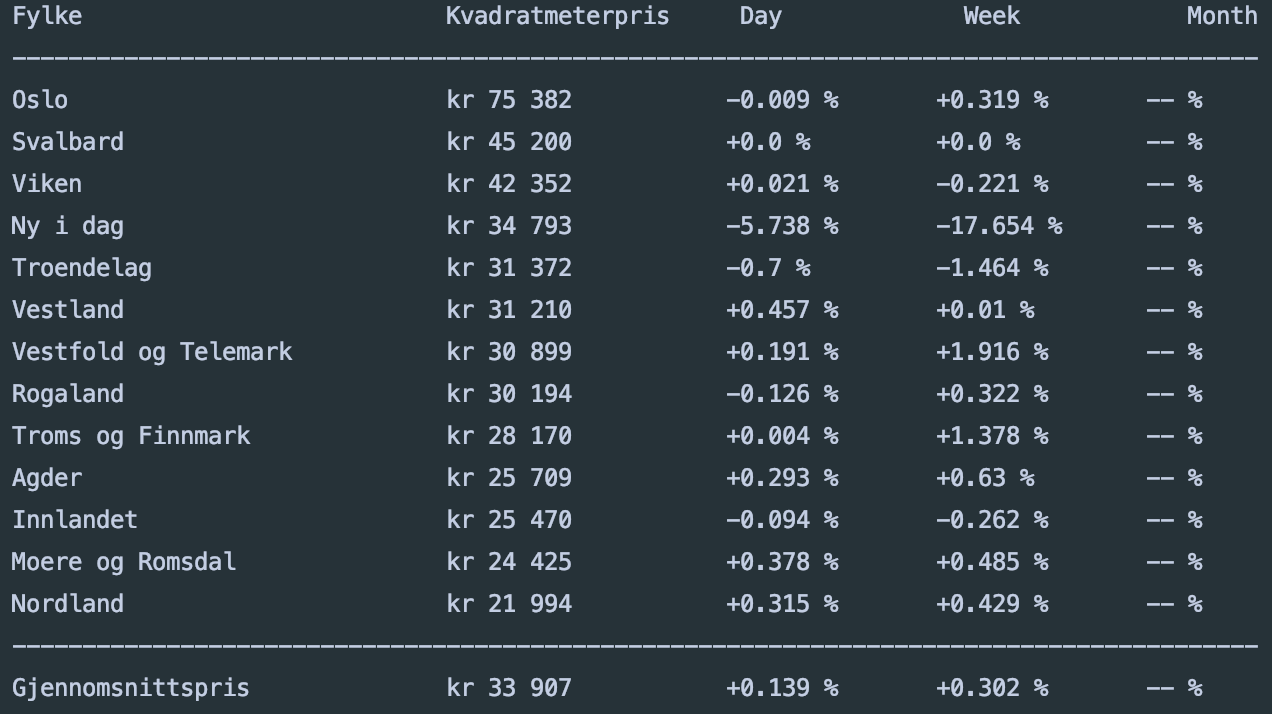 Fylke Kvadratmeterpris Day Week Month
Oslo kr 75 382 -0.009 % +0.319 % -- %
Svalbard kr 45 200 +0.0 % +0.0 % -- %
Viken kr 42 352 +0.021 % -0.221 % -- %
Ny i dag kr 34 793 -5.738 % -17.654 % -- %
Troendelag kr 31 372 -0.7 % -1.464 % -- %
Vestland kr 31 210 +0.457 % +0.01 % -- %
Vestfold og Telemark kr 30 899 +0.191 % +1.916 % -- %
Rogaland kr 30 194 -0.126 % +0.322 % -- %
Troms og Finnmark kr 28 170 +0.004 % +1.378 % -- %
Agder kr 25 709 +0.293 % +0.63 % -- %
Innlandet kr 25 470 -0.094 % -0.262 % -- %
Moere og Romsdal kr 24 425 +0.378 % +0.485 % -- %
Nordland kr 21 994 +0.315 % +0.429 % -- %
Gjennomsnittspris kr 33 907 +0.139 % +0.302 % -- %